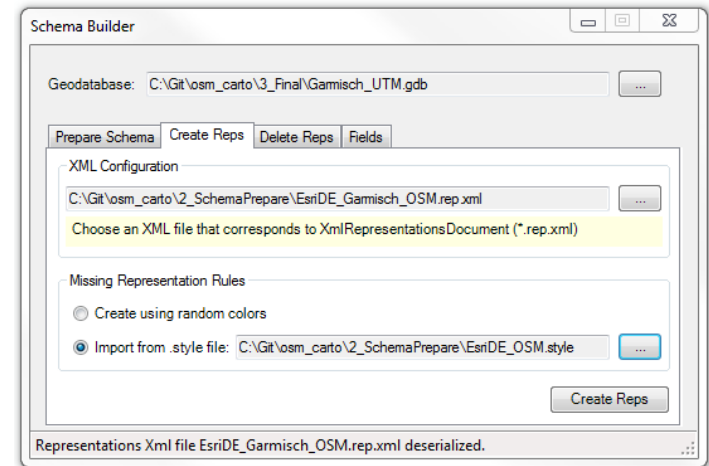 Schema Builder
Geodatabase: C:\Git\osm_carto\3_Final\Garmisch_UTM.gdb ...
Prepare Schema Create Reps Delete Reps Fields
XML Configuration
C:\Git\osm_carto\2_SchemaPrepare\EsriDE_Garmisch_OSM.rep.xml ...
Choose an XML file that corresponds to XmlRepresentationsDocument (*.rep.xml)
Missing Representation Rules
Create using random colors
Import from .style file: C:\Git\osm_carto\2_SchemaPrepare\EsriDE_OSM.style ...
Create Reps
Representations Xml file EsriDE_Garmisch_OSM.rep.xml deserialized.